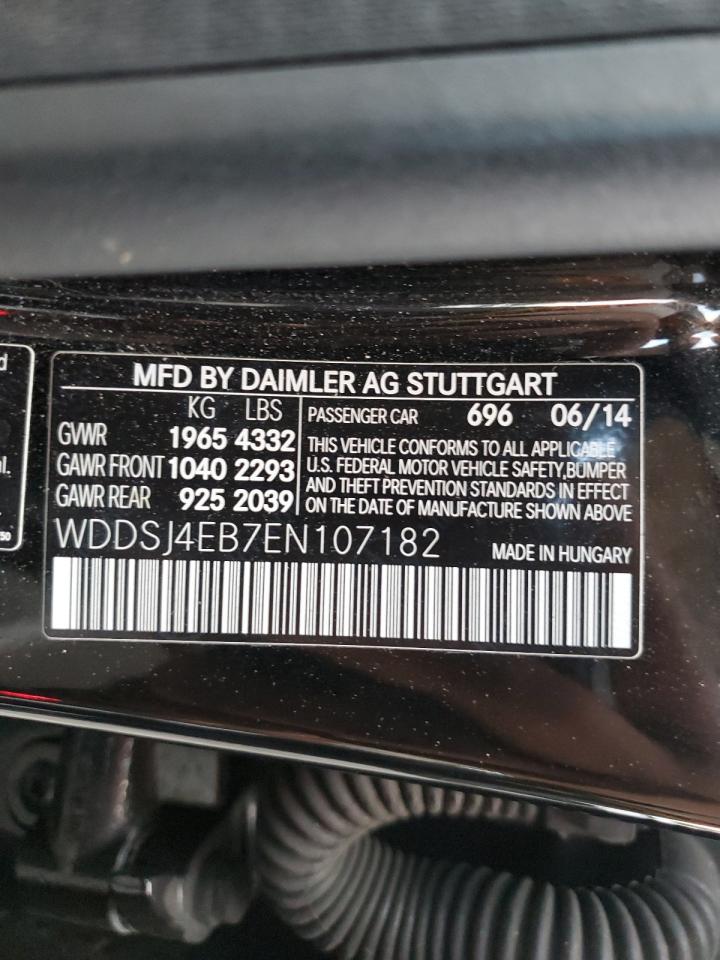 MFD BY DAIMLER AG STUTTGART
KG LBS
GVWR 1965 4332
GAWR FRONT 1040 2293
GAWR REAR 925 2039
PASSENGER CAR 696 06/14
THIS VEHICLE CONFORMS TO ALL APPLICABLE
U.S. FEDERAL MOTOR VEHICLE SAFETY,BUMPER
AND THEFT PREVENTION STANDARDS IN EFFECT
ON THE DATE OF MANUFACTURE SHOWN ABOVE
WDDSJ4EB7EN107182 MADE IN HUNGARY